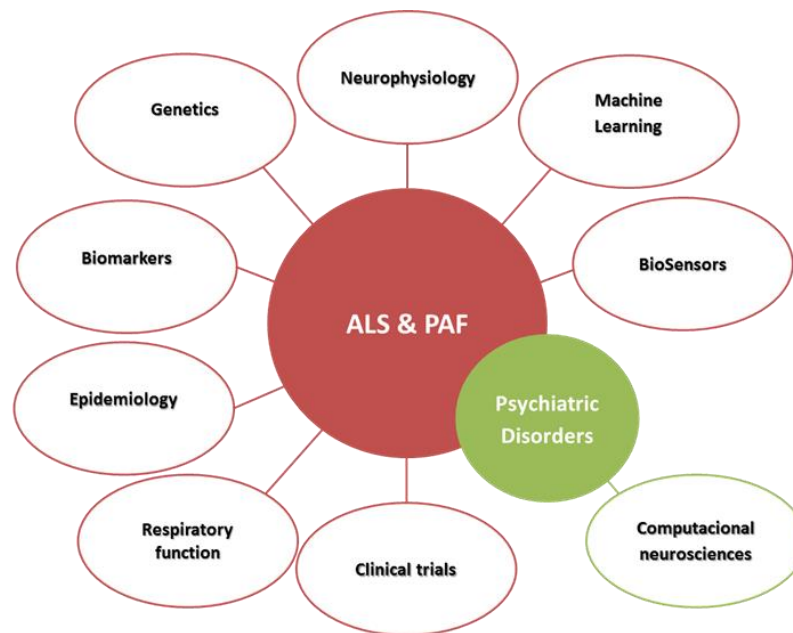 Neurophysiology
Genetics
Machine
Learning
Biomarkers
BioSensors
ALS & PAF
Epidemiology
Psychiatric
Disorders
Respiratory
function
Clinical trials
Computacional
neurosciences